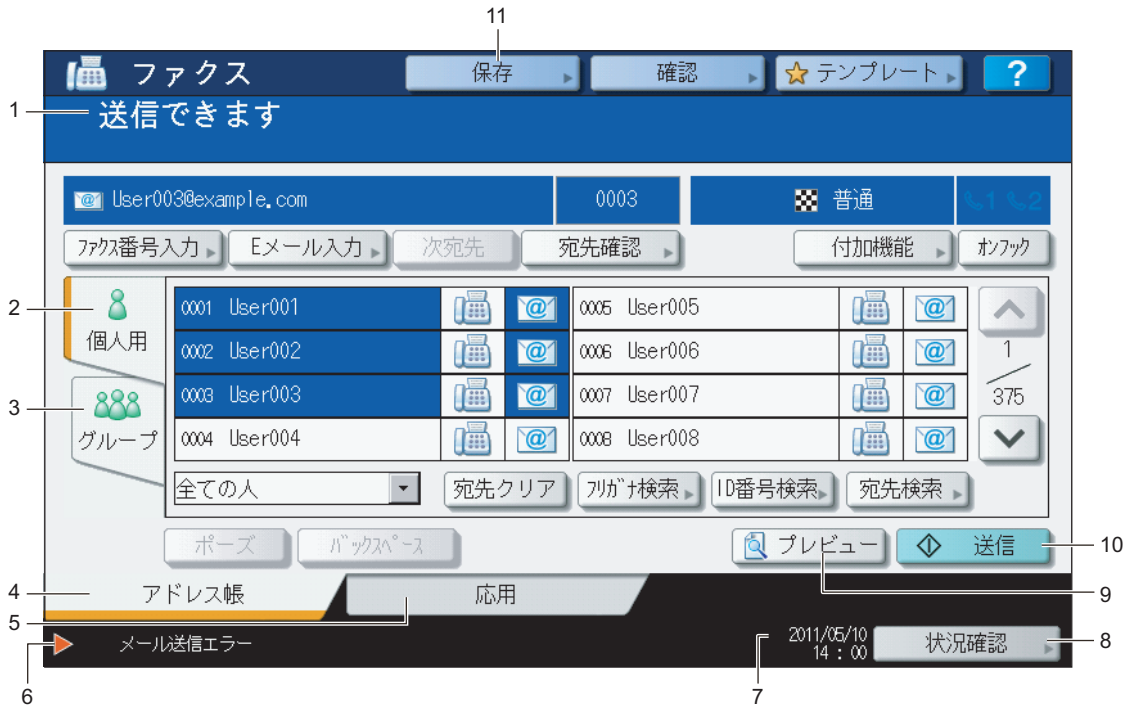 11
ファクス 保存 確認 テンプレート ?
1 送信できます
User003@example.com 0003 普通 1 2
ファクス番号入力 Eメール入力 次宛先 宛先確認 付加機能 オンフック
2 個人用
0001 User001 0005 User005
0002 User002 0006 User006
1
3 グループ
0003 User003 0007 User007
375
0004 User004 0008 User008
全ての人 宛先クリア フリガナ検索 ID番号検索 宛先検索
ポーズ バックスペース プレビュー 送信 10
4 アドレス帳 応用 9
5
メール送信エラー 2011/05/10 状況確認 8
14 : 00
6 7